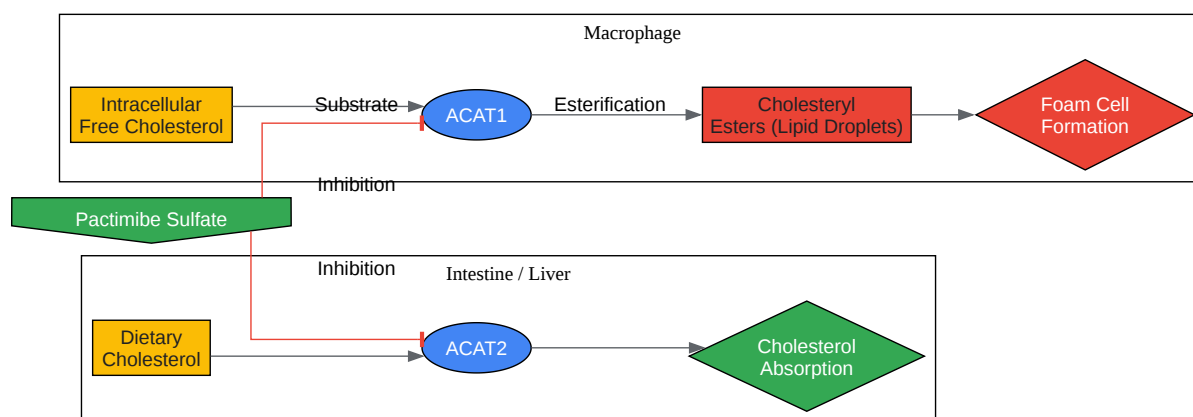 Macrophage
Intracellular
Free Cholesterol
Substrate
ACAT1
Esterification
Cholesteryl
Esters (Lipid Droplets)
Foam Cell
Formation
Inhibition
Pactimibe Sulfate
Inhibition
Intestine / Liver
Dietary
Cholesterol
ACAT2
Cholesterol
Absorption